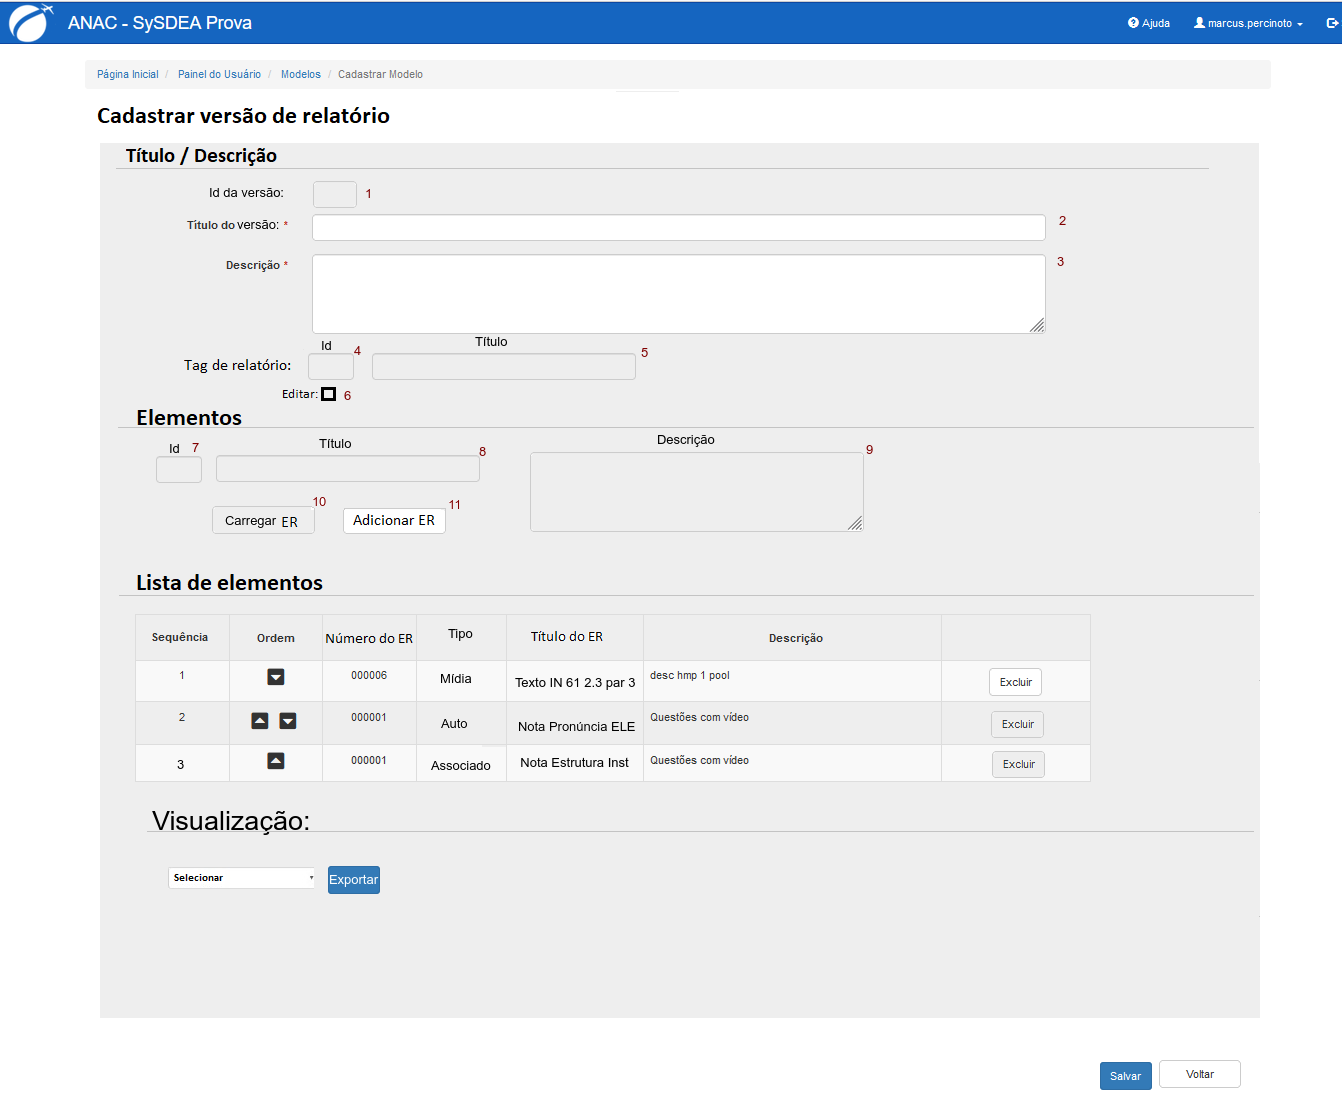 ANAC - SySDEA Prova
Ajuda
marcus.percinoto
Página Inicial / Painel do Usuário / Modelos / Cadastrar Modelo
Cadastrar versão de relatório
Título / Descrição
Id da versão: 1
Título do versão: * 2
Descrição * 3
Id 4 Título 5
Tag de relatório:
Editar: 6
Elementos
Id 7 Título 8 Descrição 9
Carregar ER 10 Adicionar ER 11
Lista de elementos
Sequência Ordem Número do ER Tipo Título do ER Descrição
1 000006 Mídia Texto IN 61 2.3 par 3 desc hmp 1 pool Excluir
2 000001 Auto Nota Pronúncia ELE Questões com vídeo Excluir
3 000001 Associado Nota Estrutura Inst Questões com vídeo Excluir
Visualização:
Selecionar Exportar
Salvar Voltar